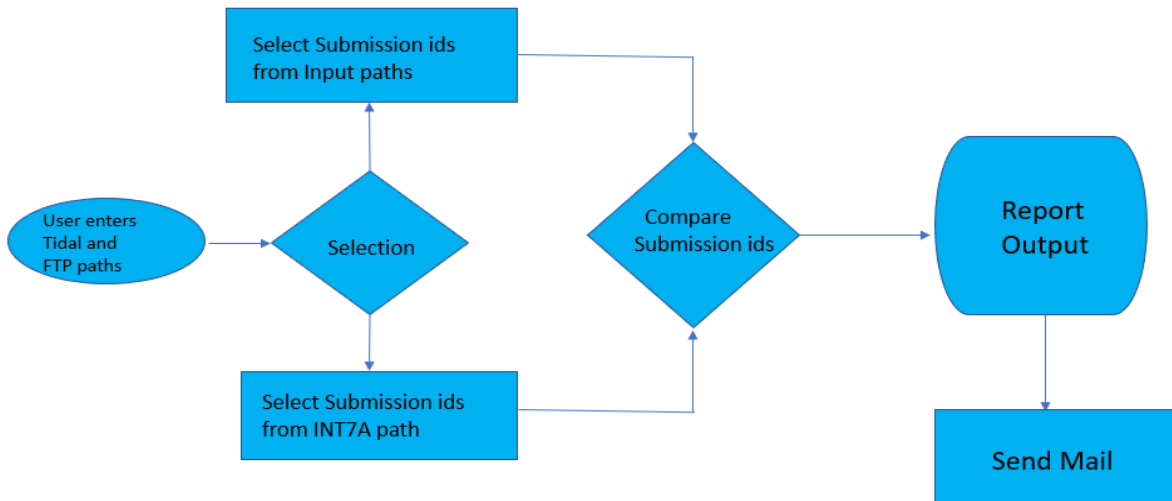 Select Submission ids
from Input paths
User enters
Tidal and
FTP paths
Selection
Compare
Submission ids
Report
Output
Select Submission ids
from INT7A path
Send Mail